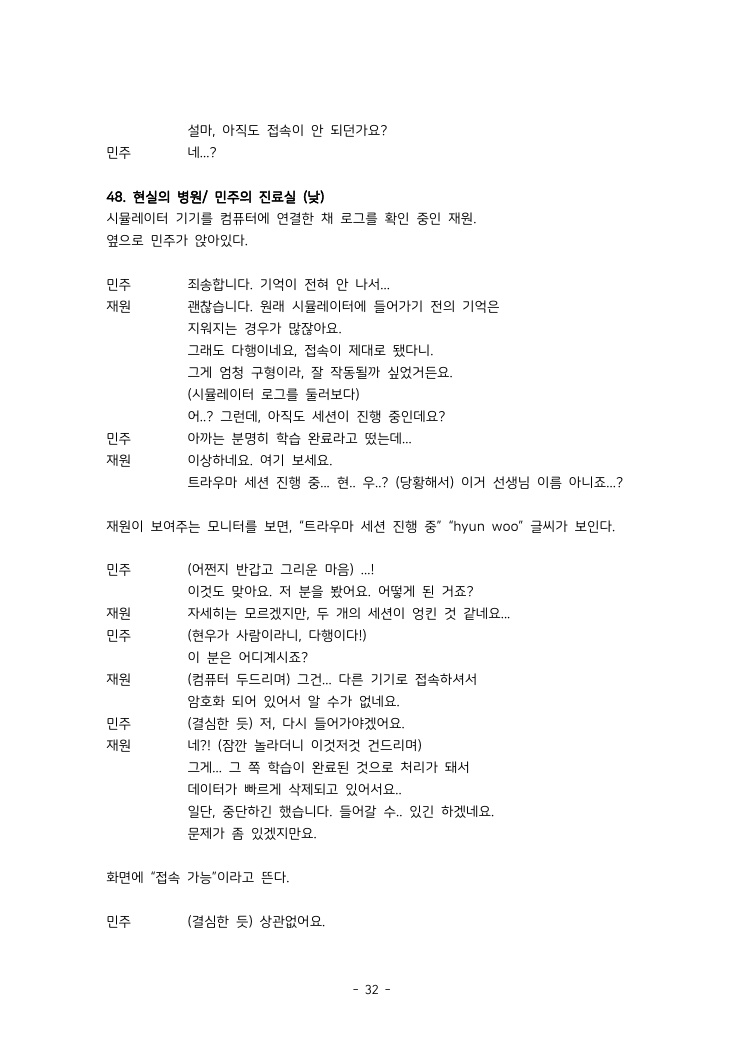 설마, 아직도 접속이 안 되던가요?
민주 네...?
48. 현실의 병원/ 민주의 진료실 (낮)
시뮬레이터 기기를 컴퓨터에 연결한 채 로그를 확인 중인 재원.
옆으로 민주가 앉아있다.
민주 죄송합니다. 기억이 전혀 안 나서...
재원 괜찮습니다. 원래 시뮬레이터에 들어가기 전의 기억은
지워지는 경우가 많잖아요.
그래도 다행이네요, 접속이 제대로 됐다니.
그게 엄청 구형이라, 잘 작동될까 싶었거든요.
(시뮬레이터 로그를 둘러보다)
어..? 그런데, 아직도 세션이 진행 중인데요?
민주 아까는 분명히 학습 완료라고 떴는데...
재원 이상하네요. 여기 보세요.
트라우마 세션 진행 중... 현.. 우..? (당황해서) 이거 선생님 이름 아니죠...?
재원이 보여주는 모니터를 보면, “트라우마 세션 진행 중” “hyun woo” 글씨가 보인다.
민주 (어쩐지 반갑고 그리운 마음) ...!
이것도 맞아요. 저 분을 봤어요. 어떻게 된 거죠?
재원 자세히는 모르겠지만, 두 개의 세션이 엉킨 것 같네요...
민주 (현우가 사람이라니, 다행이다!)
이 분은 어디계시죠?
재원 (컴퓨터 두드리며) 그건... 다른 기기로 접속하셔서
암호화 되어 있어서 알 수가 없네요.
민주 (결심한 듯) 저, 다시 들어가야겠어요.
재원 네?! (잠깐 놀라더니 이것저것 건드리며)
그게... 그 쪽 학습이 완료된 것으로 처리가 돼서
데이터가 빠르게 삭제되고 있어서요..
일단, 중단하긴 했습니다. 들어갈 수.. 있긴 하겠네요.
문제가 좀 있겠지만요.
화면에 “접속 가능”이라고 뜬다.
민주 (결심한 듯) 상관없어요.
- 32 -